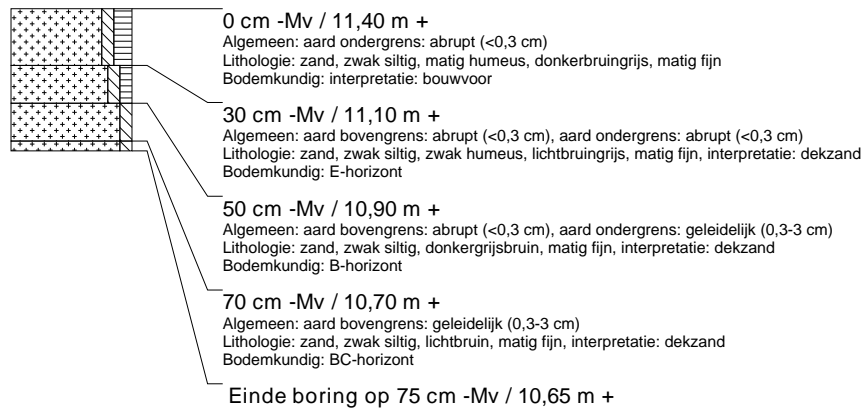 0 cm -Mv / 11,40 m +
Algemeen: aard ondergrens: abrupt (<0,3 cm)
Lithologie: zand, zwak siltig, matig humeus, donkerbruingrijs, matig fijn
Bodemkundig: interpretatie: bouwvoor
30 cm -Mv / 11,10 m +
Algemeen: aard bovengrens: abrupt (<0,3 cm), aard ondergrens: abrupt (<0,3 cm)
Lithologie: zand, zwak siltig, zwak humeus, lichtbruingrijs, matig fijn, interpretatie: dekzand
Bodemkundig: E-horizont
50 cm -Mv / 10,90 m +
Algemeen: aard bovengrens: abrupt (<0,3 cm), aard ondergrens: geleidelijk (0,3-3 cm)
Lithologie: zand, zwak siltig, donkergrijsbruin, matig fijn, interpretatie: dekzand
Bodemkundig: B-horizont
70 cm -Mv / 10,70 m +
Algemeen: aard bovengrens: geleidelijk (0,3-3 cm)
Lithologie: zand, zwak siltig, lichtbruin, matig fijn, interpretatie: dekzand
Bodemkundig: BC-horizont
Einde boring op 75 cm -Mv / 10,65 m +